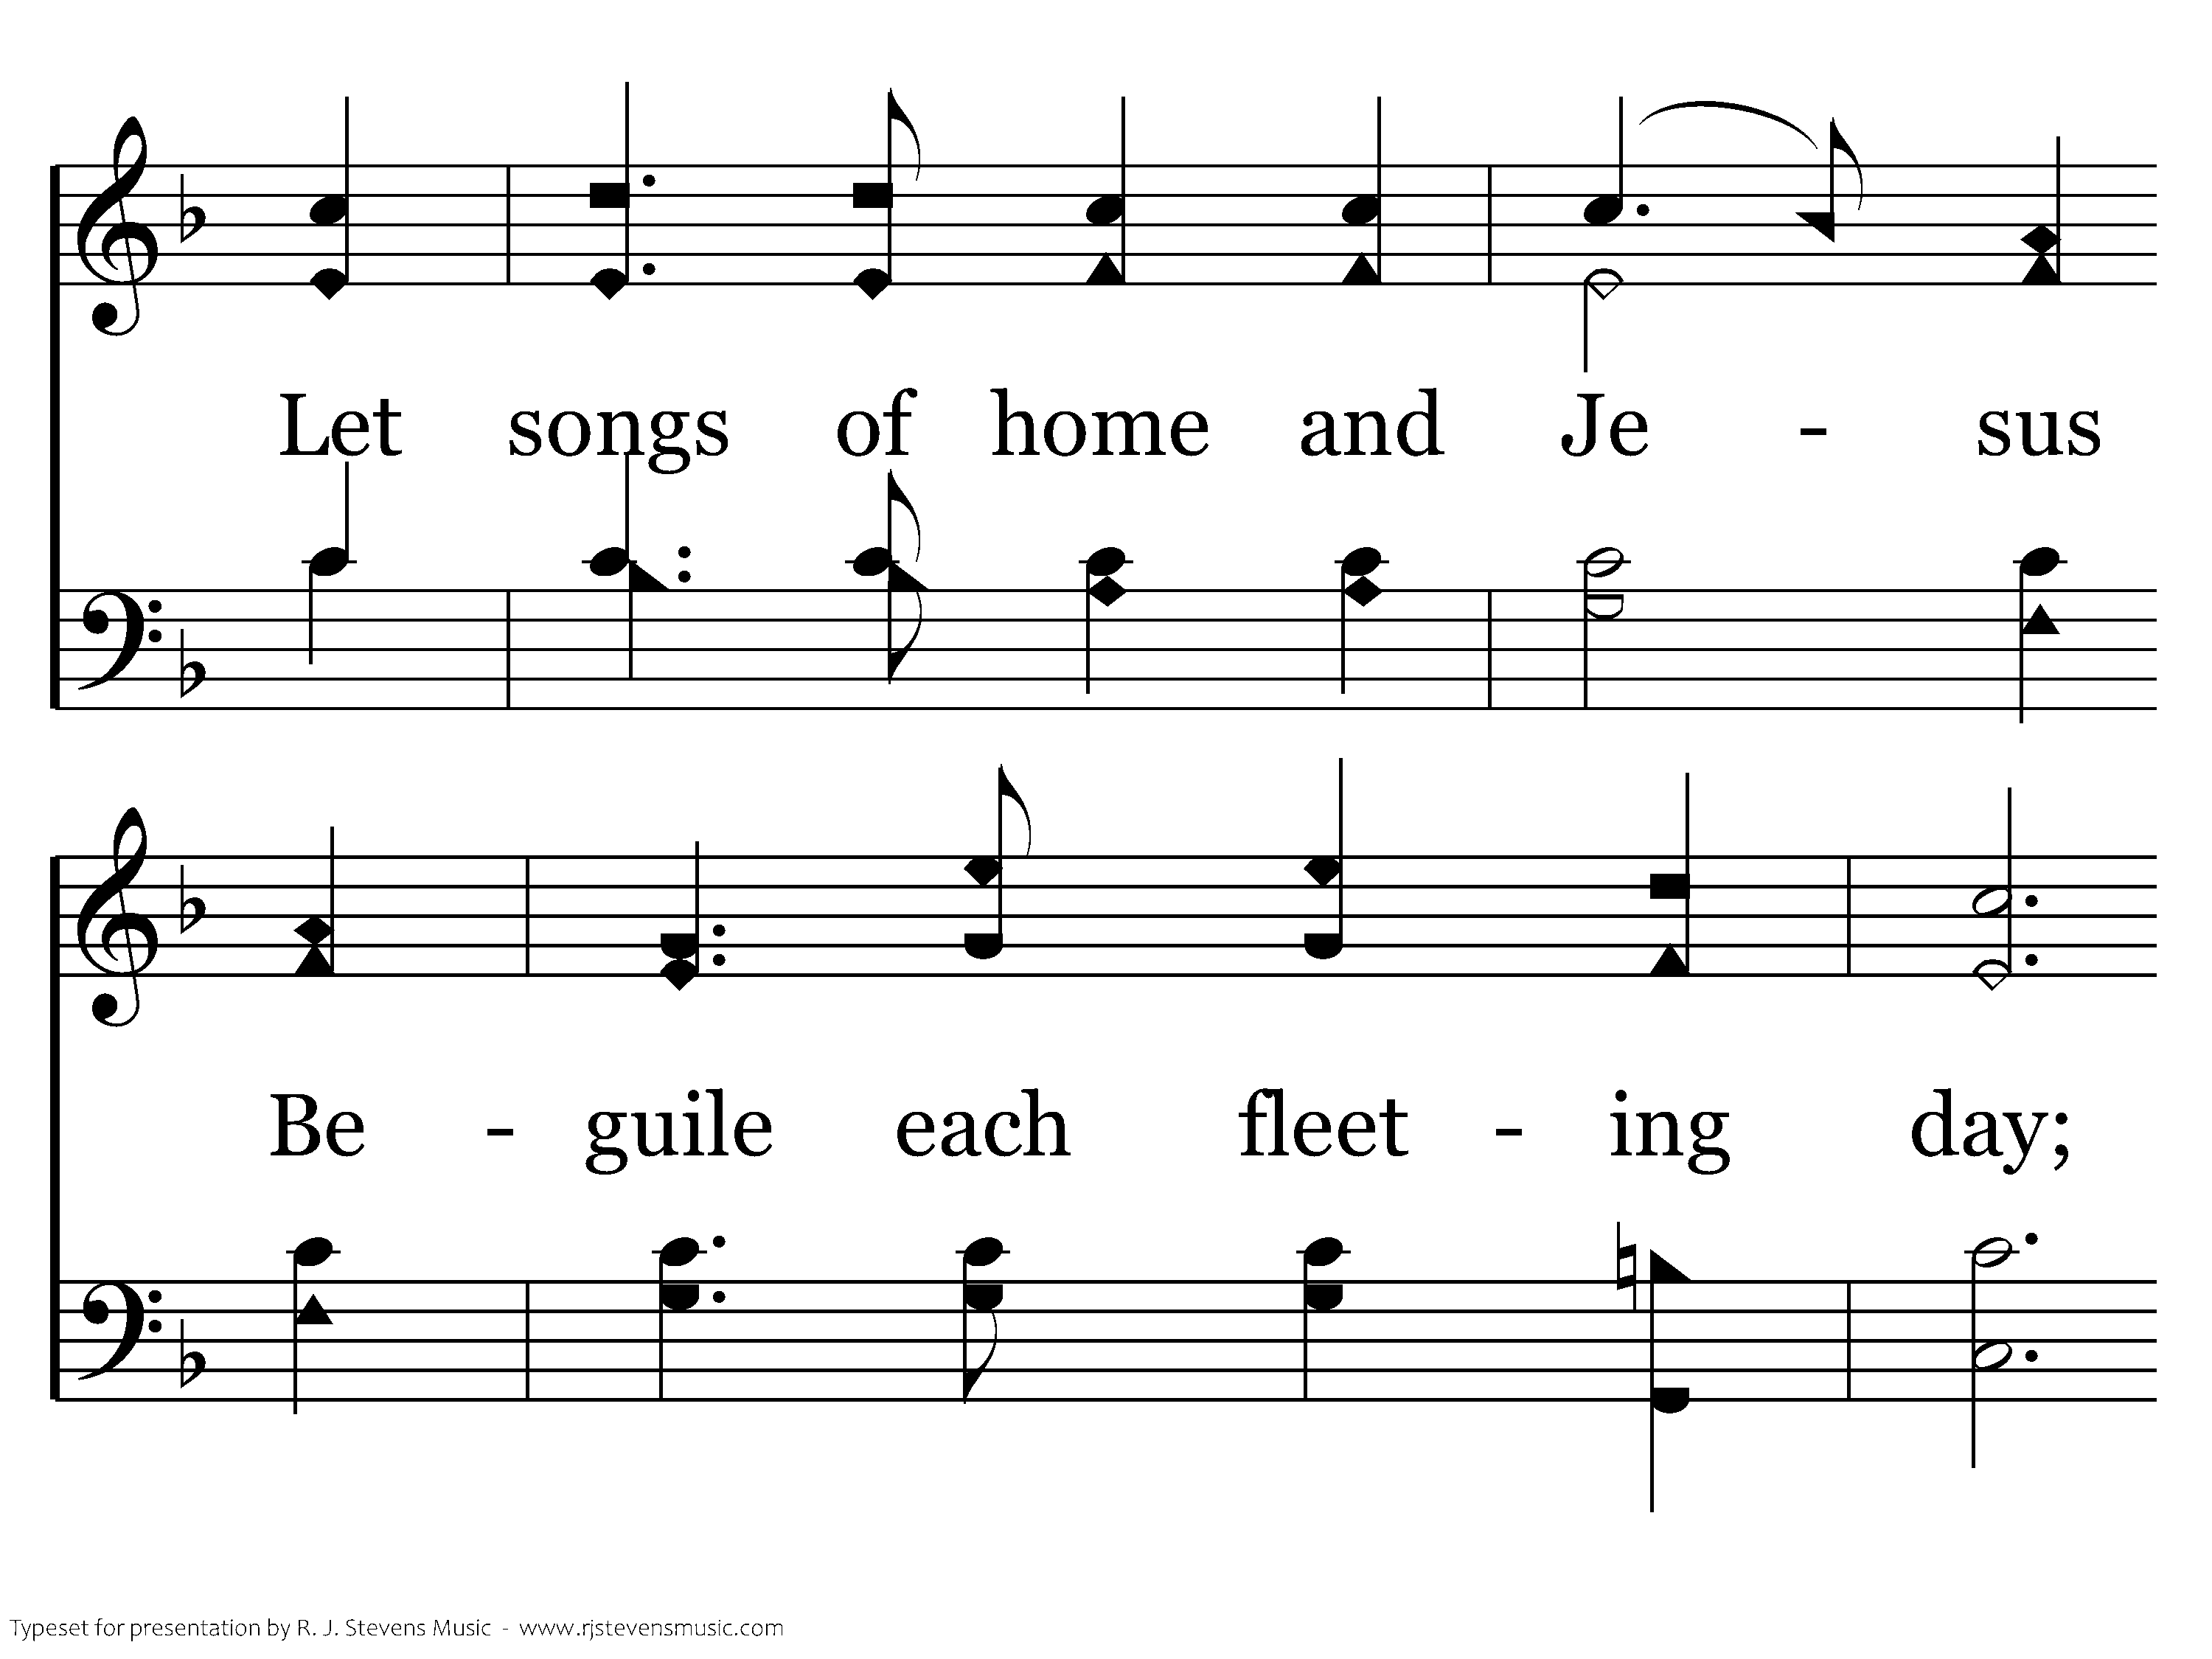 Let songs of home and Je - sus
Be - guile each fleet - ing day;
Typeset for presentation by R. J. Stevens Music - www.rjstevensmusic.com